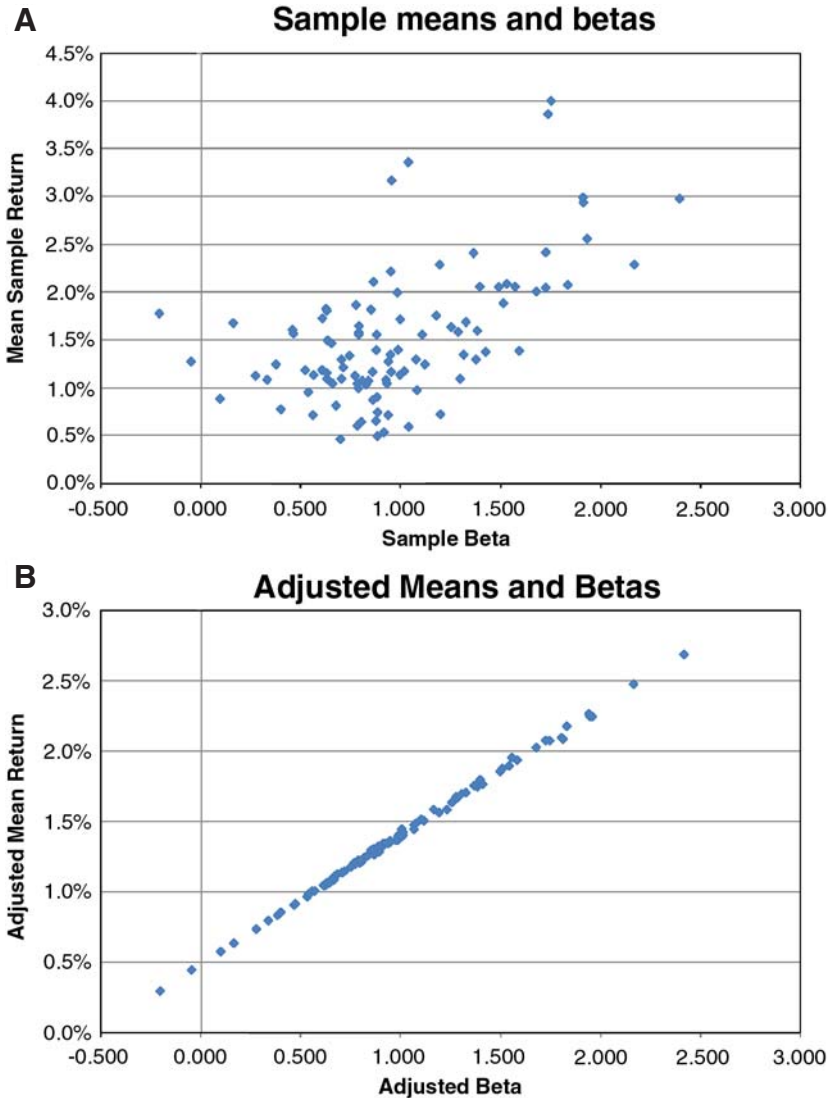 A
Sample means and betas
4.5%
4.0%
3.5%
3.0%
2.5%
2.0%
1.5%
1.0%
0.5%
0.0%
Mean Sample Return
-0.500 0.000 0.500 1.000 1.500 2.000 2.500 3.000
Sample Beta
B
Adjusted Means and Betas
3.0%
2.5%
2.0%
1.5%
1.0%
0.5%
0.0%
Adjusted Mean Return
-0.500 0.000 0.500 1.000 1.500 2.000 2.500 3.000
Adjusted Beta